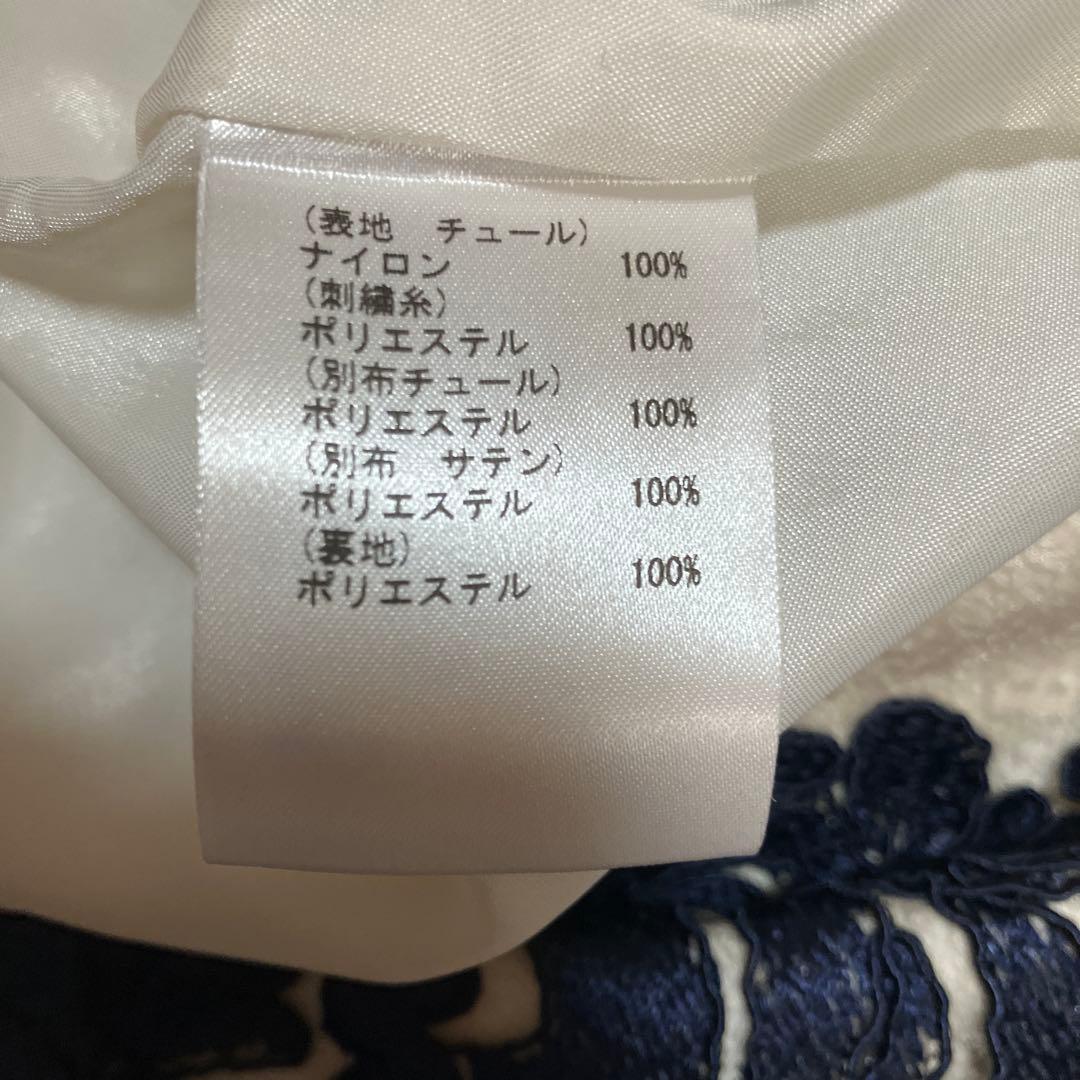 (表地　チュール)
ナイロン 100%
(刺繡糸)
ポリエステル 100%
(別布チュール)
ポリエステル 100%
(別布　サテン)
ポリエステル 100%
(裏地)
ポリエステル 100%